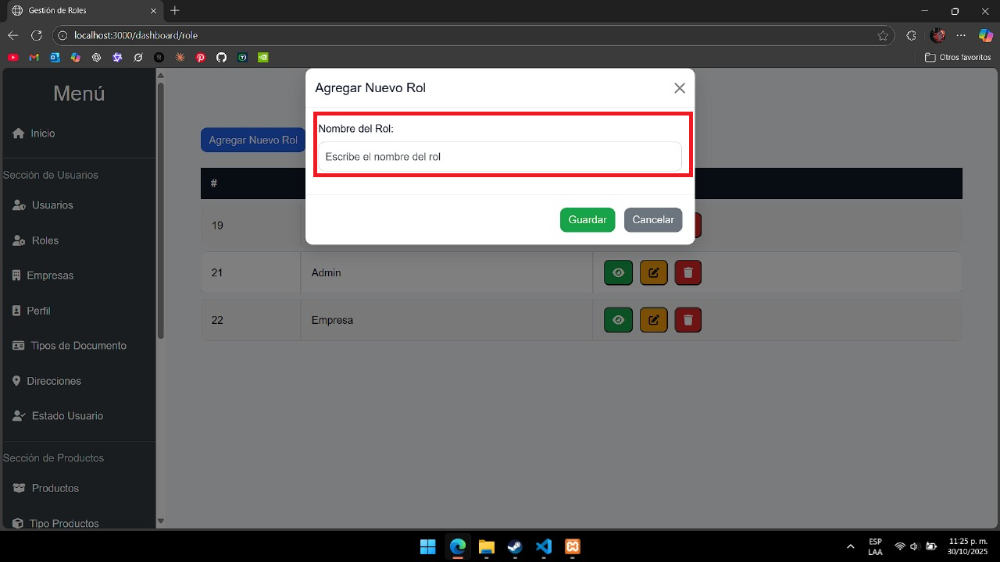 Gestión de Roles
localhost:3000/dashboard/role
Otros favoritos
Menú
Inicio
Sección de Usuarios
Usuarios
Roles
Empresas
Perfil
Tipos de Documento
Direcciones
Estado Usuario
Sección de Productos
Productos
Tipo Productos
Agregar Nuevo Rol
Agregar Nuevo Rol
Nombre del Rol:
Escribe el nombre del rol
Guardar Cancelar
#
19
21 Admin
22 Empresa
ESP
LAA
11:25 p. m.
30/10/2025